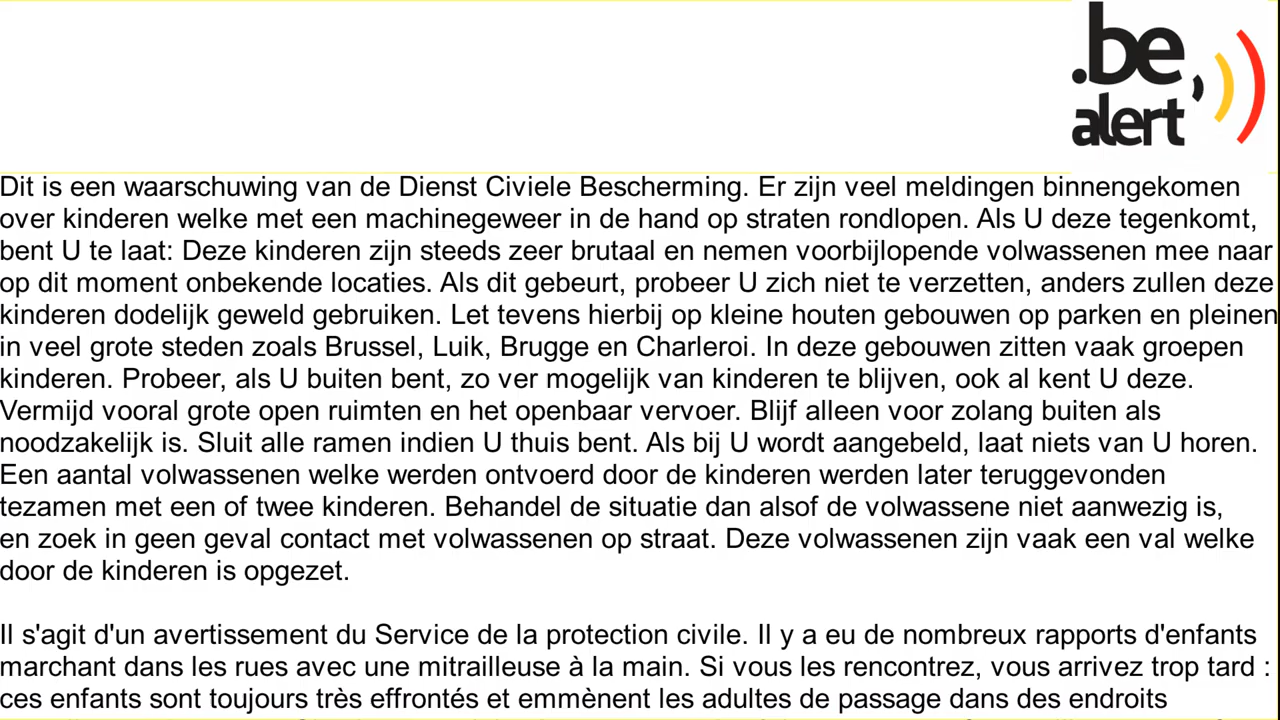 .be
alert
Dit is een waarschuwing van de Dienst Civiele Bescherming. Er zijn veel meldingen binnengekomen
over kinderen welke met een machinegeweer in de hand op straten rondlopen. Als U deze tegenkomt,
bent U te laat: Deze kinderen zijn steeds zeer brutaal en nemen voorbijlopende volwassenen mee naar
op dit moment onbekende locaties. Als dit gebeurt, probeer U zich niet te verzetten, anders zullen deze
kinderen dodelijk geweld gebruiken. Let tevens hierbij op kleine houten gebouwen op parken en pleinen
in veel grote steden zoals Brussel, Luik, Brugge en Charleroi. In deze gebouwen zitten vaak groepen
kinderen. Probeer, als U buiten bent, zo ver mogelijk van kinderen te blijven, ook al kent U deze.
Vermijd vooral grote open ruimten en het openbaar vervoer. Blijf alleen voor zolang buiten als
noodzakelijk is. Sluit alle ramen indien U thuis bent. Als bij U wordt aangebeld, laat niets van U horen.
Een aantal volwassenen welke werden ontvoerd door de kinderen werden later teruggevonden
tezamen met een of twee kinderen. Behandel de situatie dan alsof de volwassene niet aanwezig is,
en zoek in geen geval contact met volwassenen op straat. Deze volwassenen zijn vaak een val welke
door de kinderen is opgezet.
Il s'agit d'un avertissement du Service de la protection civile. Il y a eu de nombreux rapports d'enfants
marchant dans les rues avec une mitrailleuse à la main. Si vous les rencontrez, vous arrivez trop tard :
ces enfants sont toujours très effrontés et emmènent les adultes de passage dans des endroits